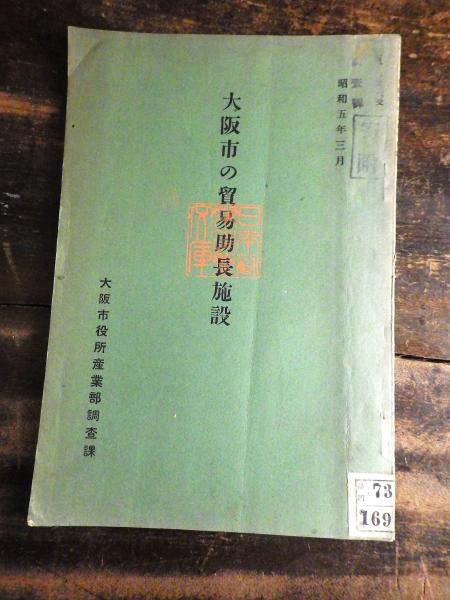 昭和五年三月
大阪市の貿易助長施設
大阪市役所産業部調査課
73
169